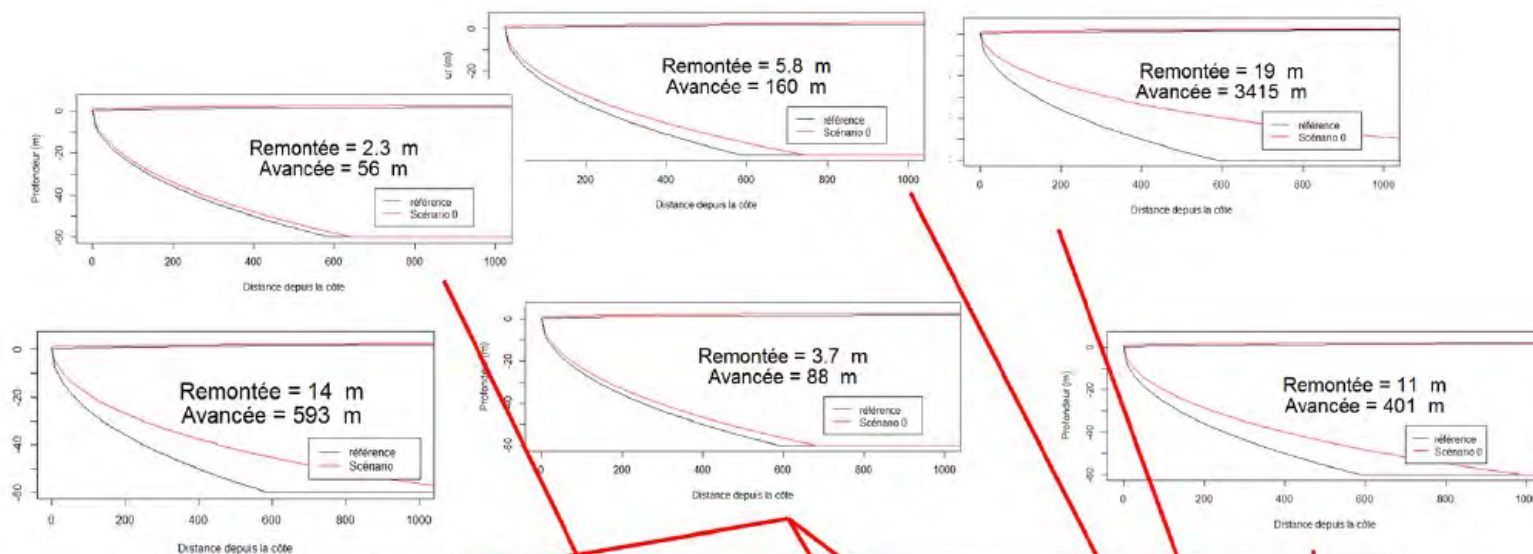 Remontée = 2.3 m
Avancée = 56 m
référence
Scénario 0
Profondeur (m)
0
-20
-40
-60
0 200 400 600 800 1000
Distance depuis la côte
Remontée = 5.8 m
Avancée = 160 m
référence
Scénario 0
ur (m)
0
-20
200 400 600 800 1000
Distance depuis la côte
Remontée = 19 m
Avancée = 3415 m
référence
Scénario 0
0 200 400 600 800 1000
Distance depuis la côte
Remontée = 14 m
Avancée = 593 m
référence
Scénario
0
-20
-40
-60
0 200 400 600 800 1000
Distance depuis la côte
Remontée = 3.7 m
Avancée = 88 m
référence
Scénario 0
Profondeur (m)
0
-20
-40
-60
0 200 400 600 800 1000
Distance depuis la côte
Remontée = 11 m
Avancée = 401 m
référence
Scénario 0
Profondeur (m)
0
-20
-40
-60
0 200 400 600 800 1000
Distance depuis la côte